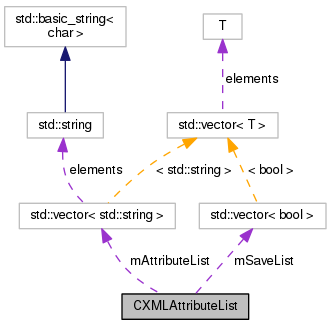 std::basic_string<
char >
T
elements
std::string
std::vector< T >
elements
< std::string >
< bool >
std::vector< std::string >
std::vector< bool >
mAttributeList
mSaveList
CXMLAttributeList